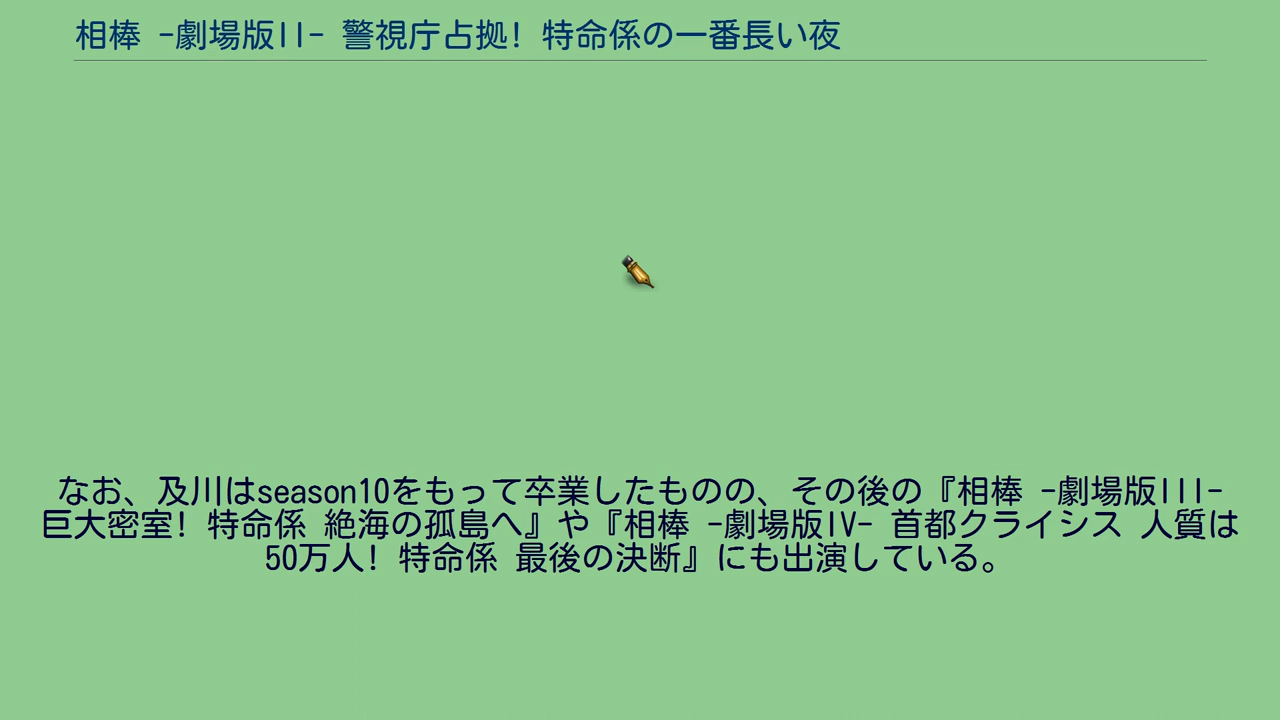 相棒 -劇場版II- 警視庁占拠! 特命係の一番長い夜
なお、及川はseason10をもって卒業したものの、その後の『相棒 -劇場版III-
巨大密室! 特命係 絶海の孤島へ』や『相棒 -劇場版IV- 首都クライシス 人質は
50万人! 特命係 最後の決断』にも出演している。